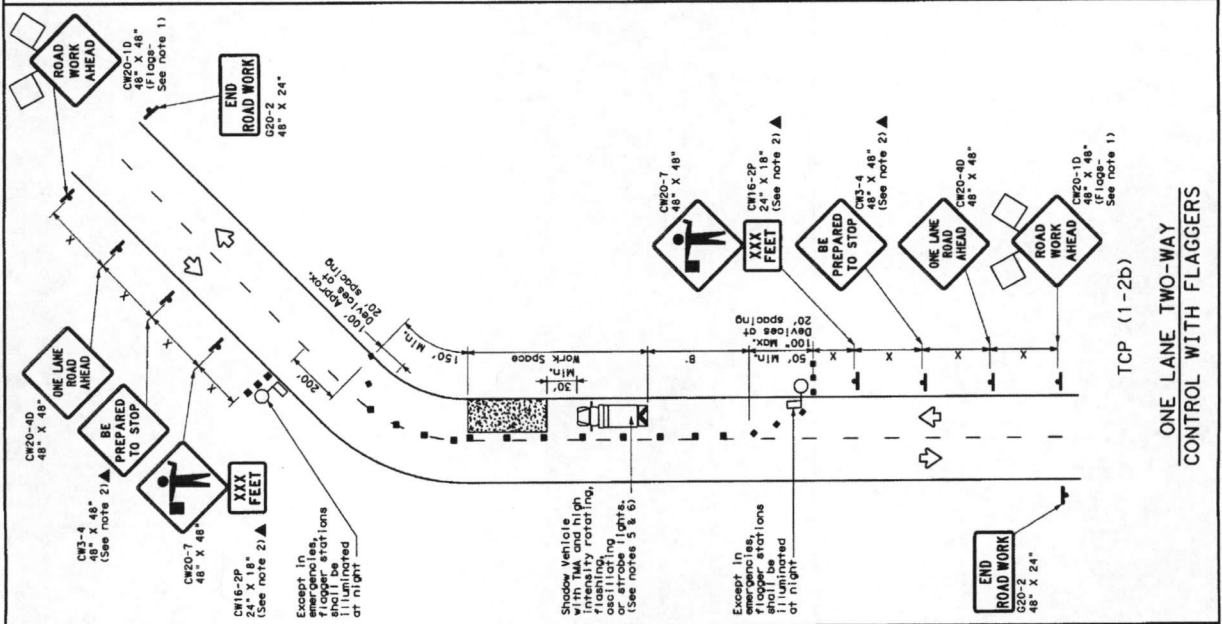 ROAD
WORK
AHEAD
CW20-1D
48" X 48"
(Flags-
See note 1)
END
ROAD WORK
G20-2
48" X 24"
X
X
X
X
ONE LANE
ROAD
AHEAD
CW20-4D
48" X 48"
BE
PREPARED
TO STOP
CW3-4
48" X 48"
(See note 2)▲
CW20-7
48" X 48"
XXX
FEET
CW16-2P
24" X 18"
(See note 2)▲
Except in
emergencies,
flagger stations
shall be
illuminated
at night
200'
100' Approx.
Devices at
20' spacing
150' Min.
Work Space
30'
Min.
B'
50' Min.
100" Max.
Devices at
20' spacing
Shadow Vehicle
with TMA and high
intensity rotating,
flashing,
oscillating
or strobe lights.
(See notes 5 & 6)
Except in
emergencies,
flagger stations
shall be
illuminated
at night
CW20-7
48" X 48"
XXX
FEET
CW16-2P
24" X 18"
(See note 2)▲
BE
PREPARED
TO STOP
CW3-4
48" X 48"
(See note 2)▲
ONE LANE
ROAD
AHEAD
CW20-4D
48" X 48"
ROAD
WORK
AHEAD
CW20-1D
48" X 48"
(Flags-
See note 1)
X
X
X
X
END
ROAD WORK
G20-2
48" X 24"
TCP (1-2b)
ONE LANE TWO-WAY
CONTROL WITH FLAGGERS